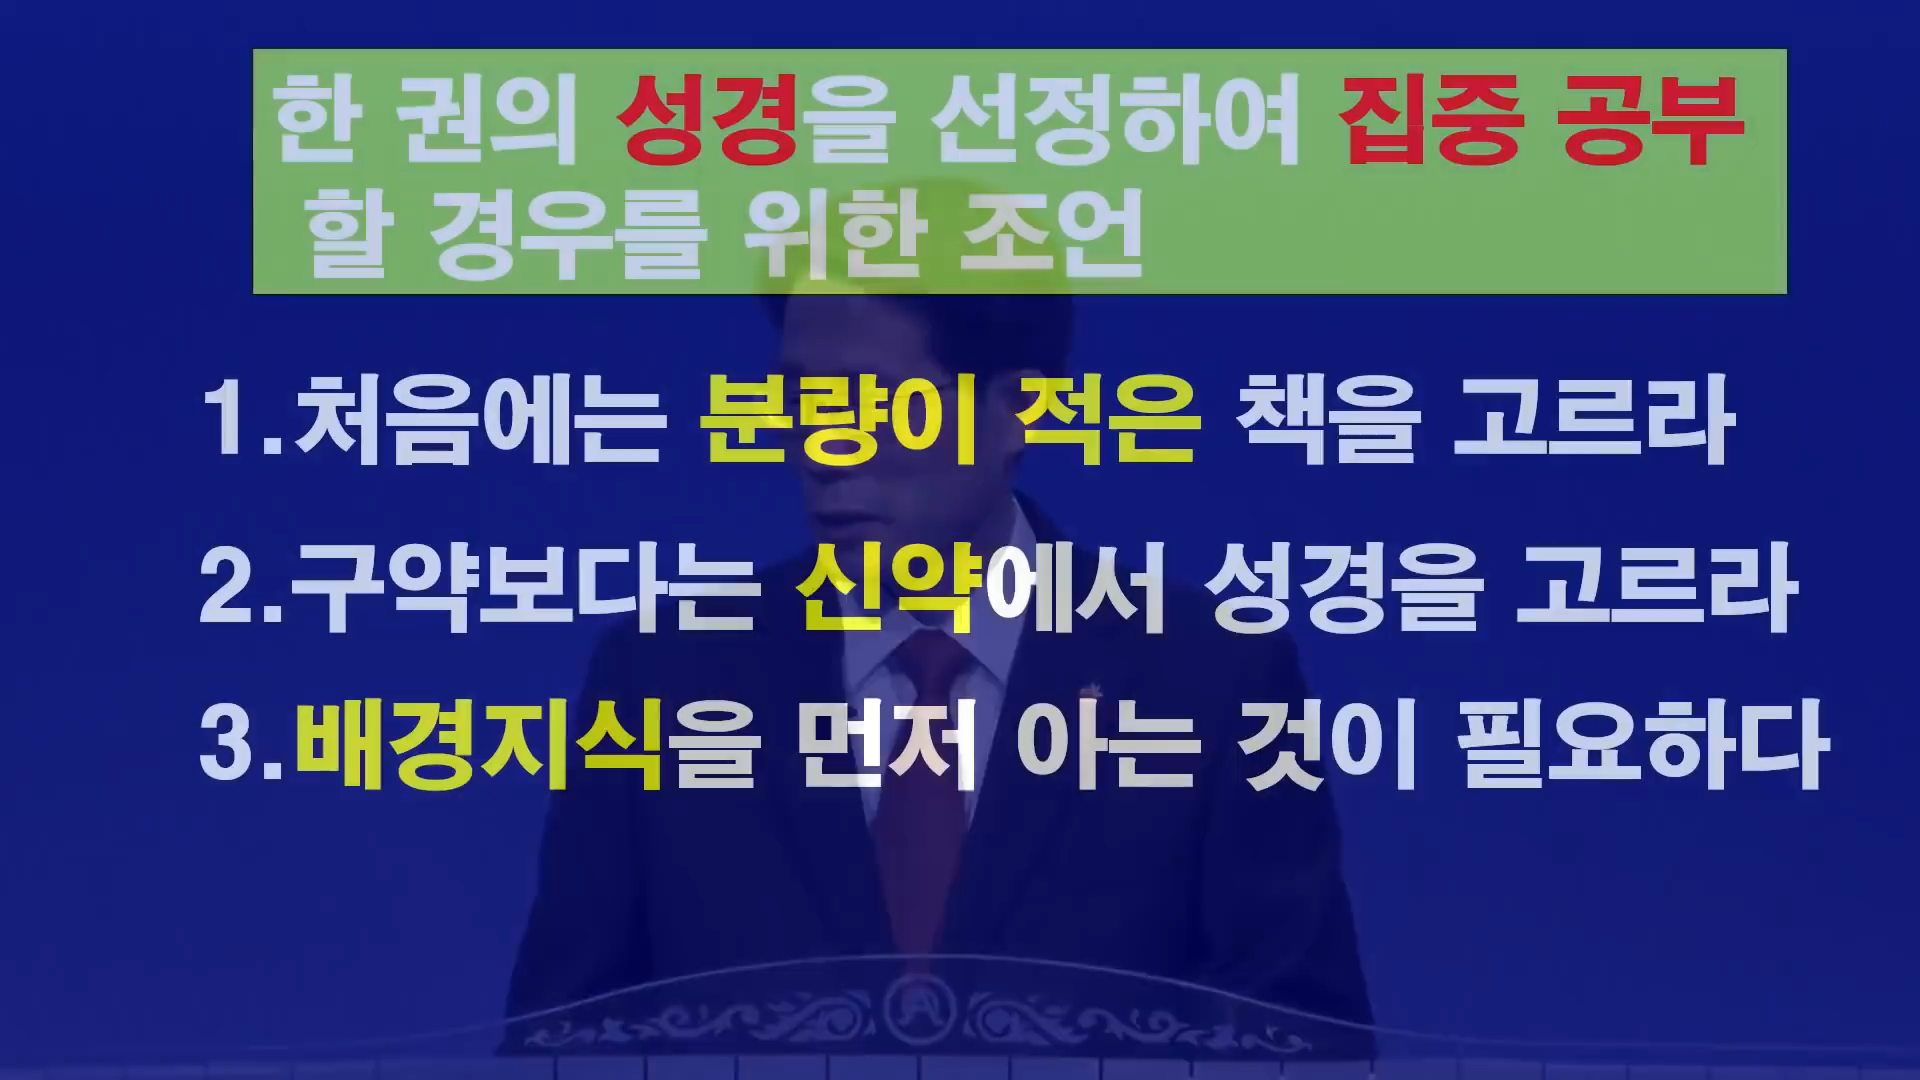 한 권의 성경을 선정하여 집중 공부
할 경우를 위한 조언
1.처음에는 분량이 적은 책을 고르라
2.구약보다는 신약에서 성경을 고르라
3.배경지식을 먼저 아는 것이 필요하다